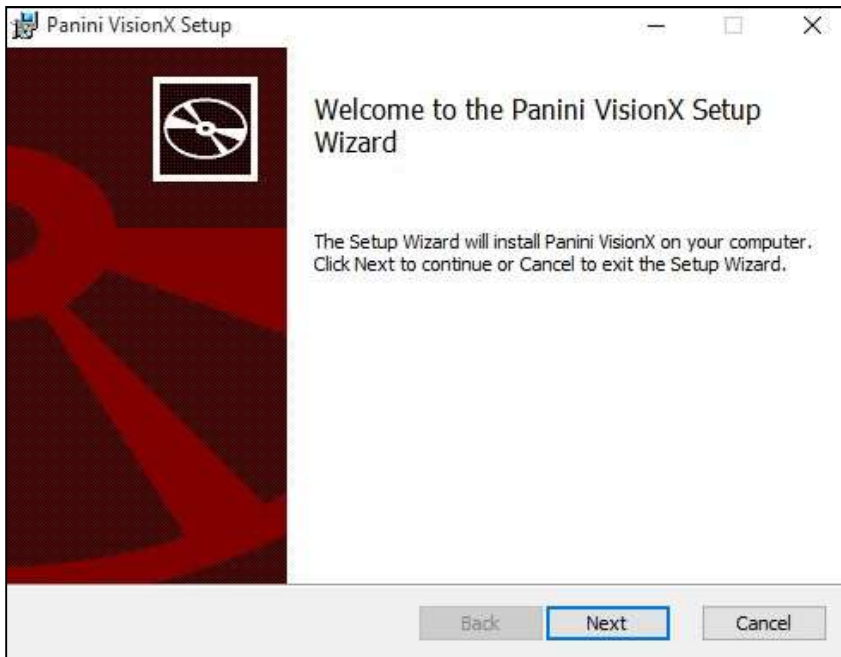 Panini VisionX Setup
Welcome to the Panini VisionX Setup
Wizard
The Setup Wizard will install Panini VisionX on your computer.
Click Next to continue or Cancel to exit the Setup Wizard.
Back
Next
Cancel